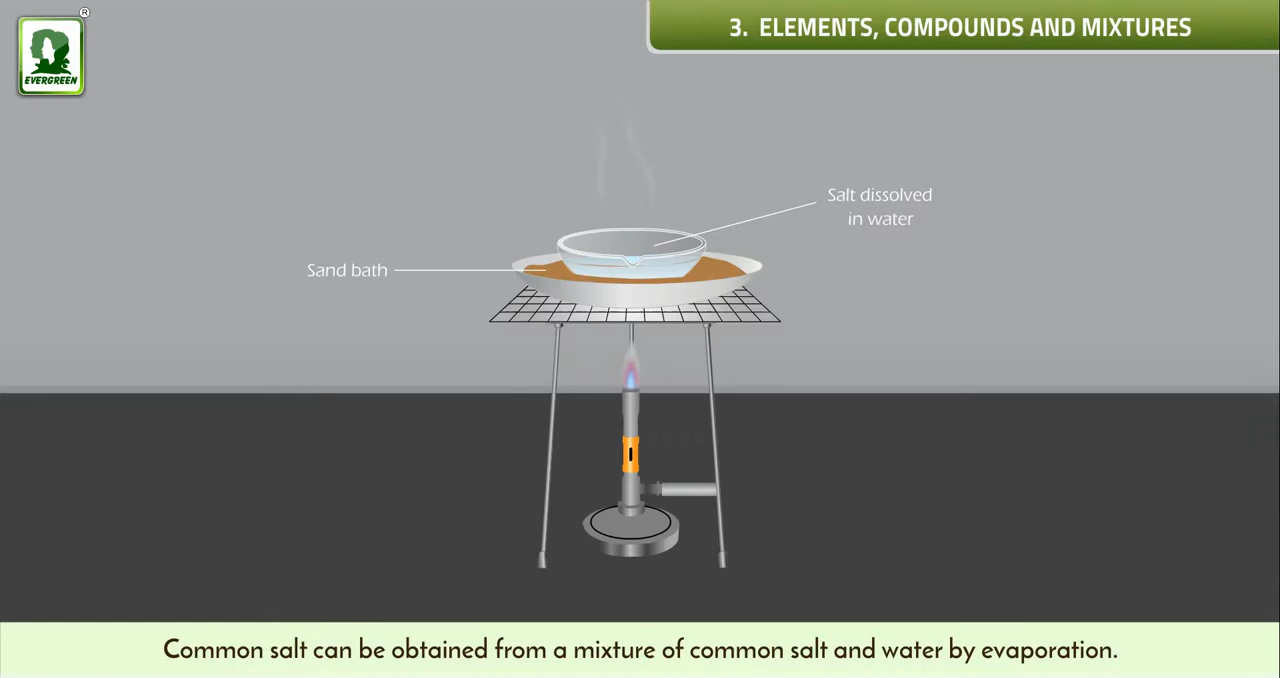 ®
EVERGREEN
3. ELEMENTS, COMPOUNDS AND MIXTURES
Salt dissolved
in water
Sand bath
Common salt can be obtained from a mixture of common salt and water by evaporation.